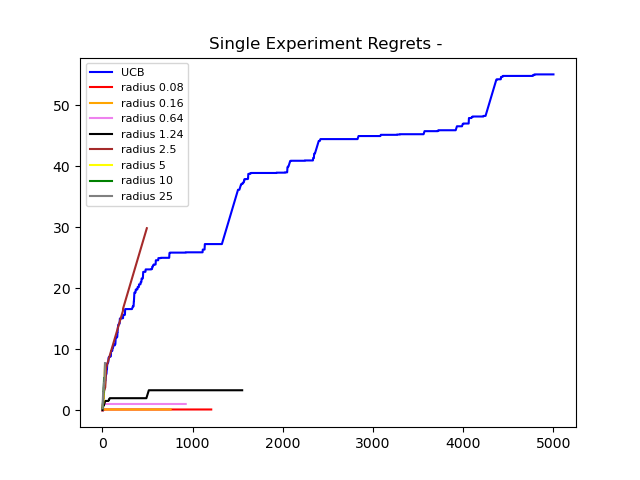 Single Experiment Regrets -
UCB
radius 0.08
radius 0.16
radius 0.64
radius 1.24
radius 2.5
radius 5
radius 10
radius 25
50
40
30
20
10
0
0 1000 2000 3000 4000 5000